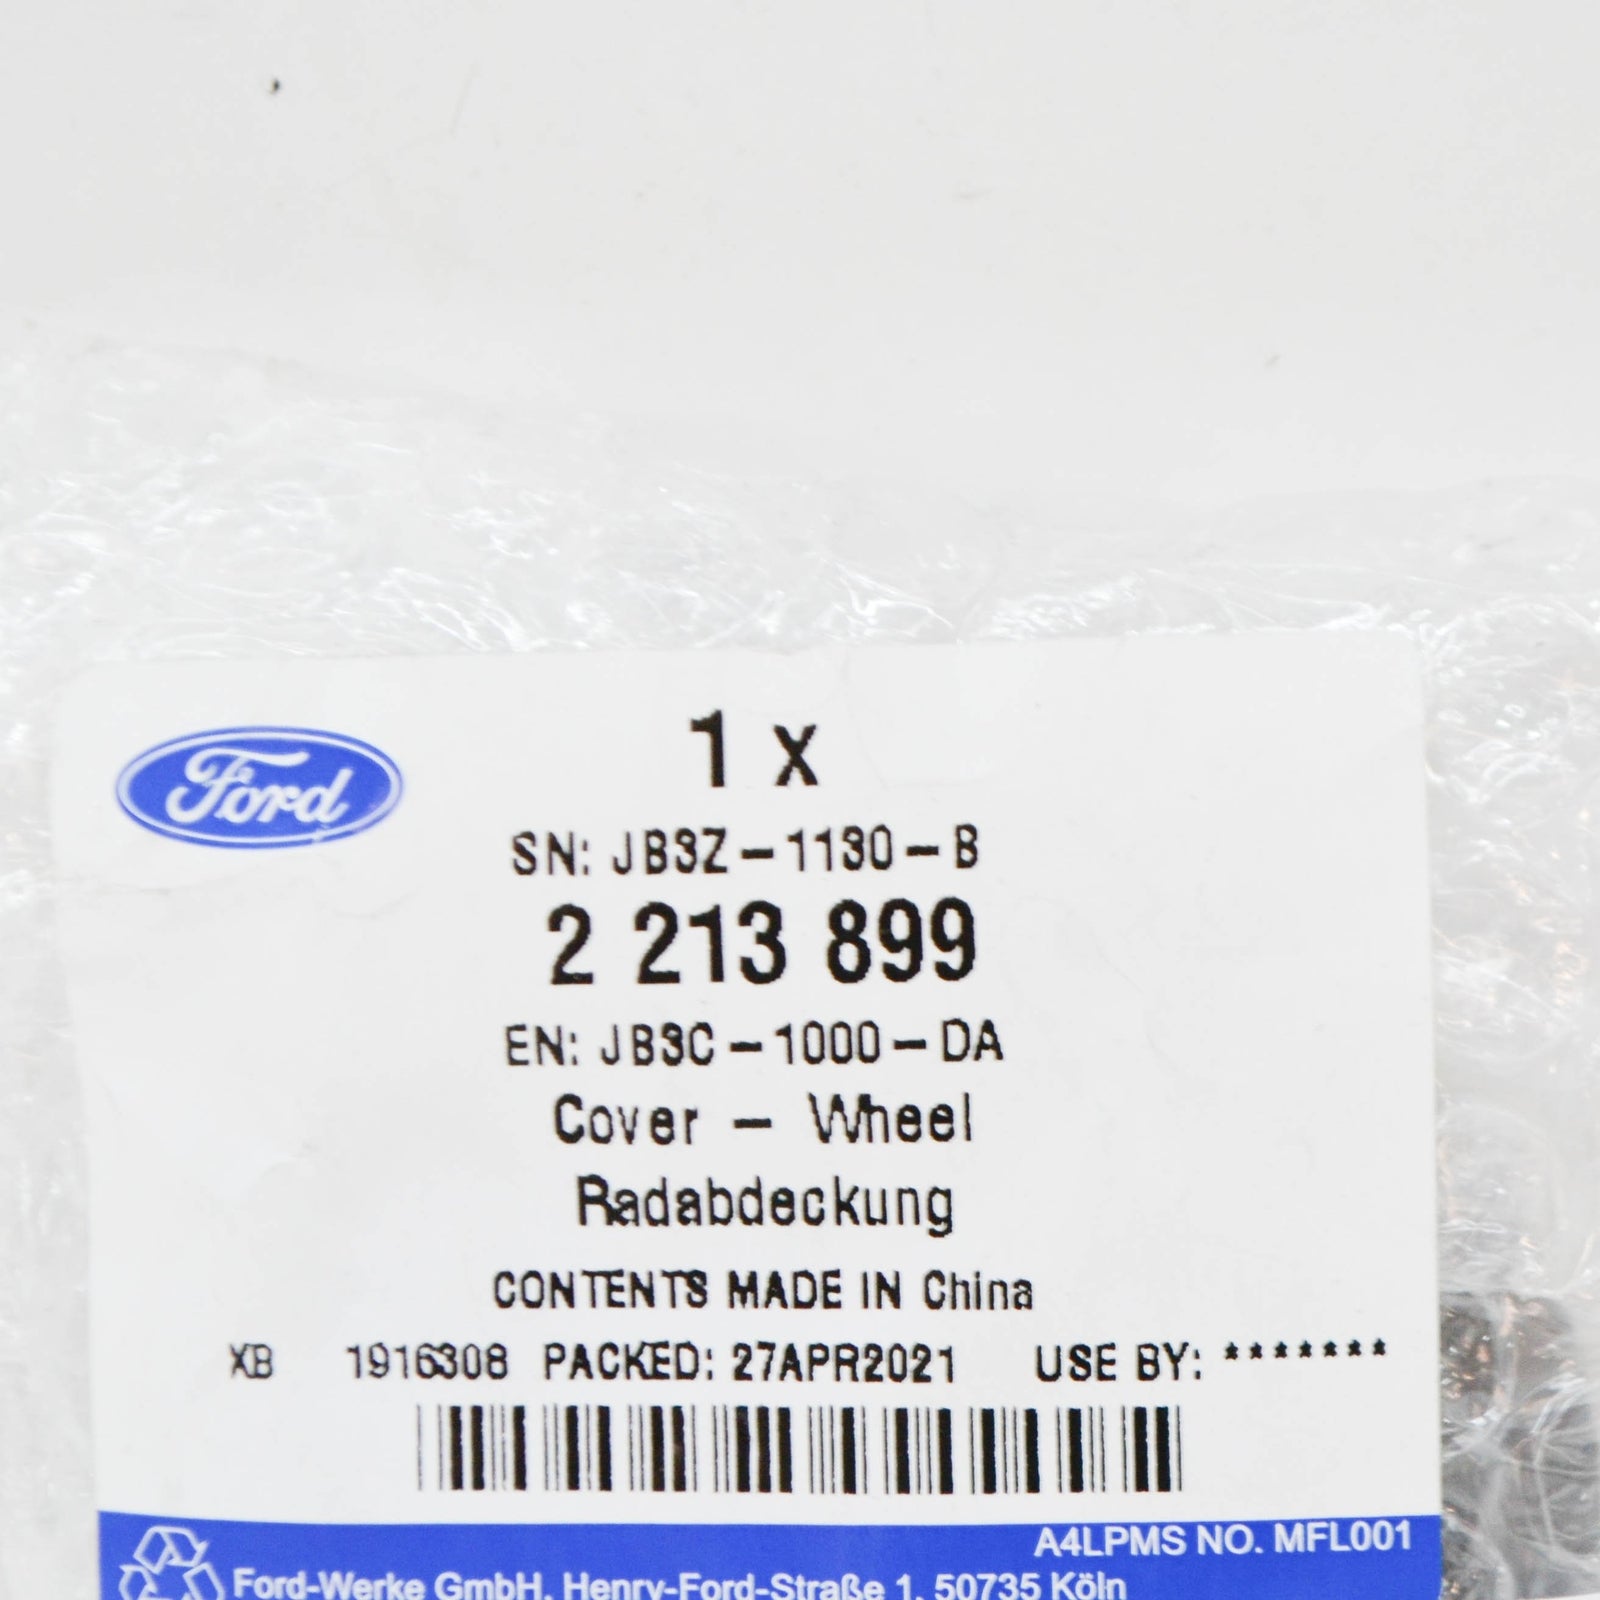 Ford
1 x
SN: JB3Z-1130-B
2 213 899
EN: JB3C-1000-DA
Cover - Wheel
Radabdeckung
CONTENTS MADE IN China
XB 1916308 PACKED: 27APR2021 USE BY: *******
A4LPMS NO. MFL001
Ford-Werke GmbH, Henry-Ford-Straße 1, 50735 Köln